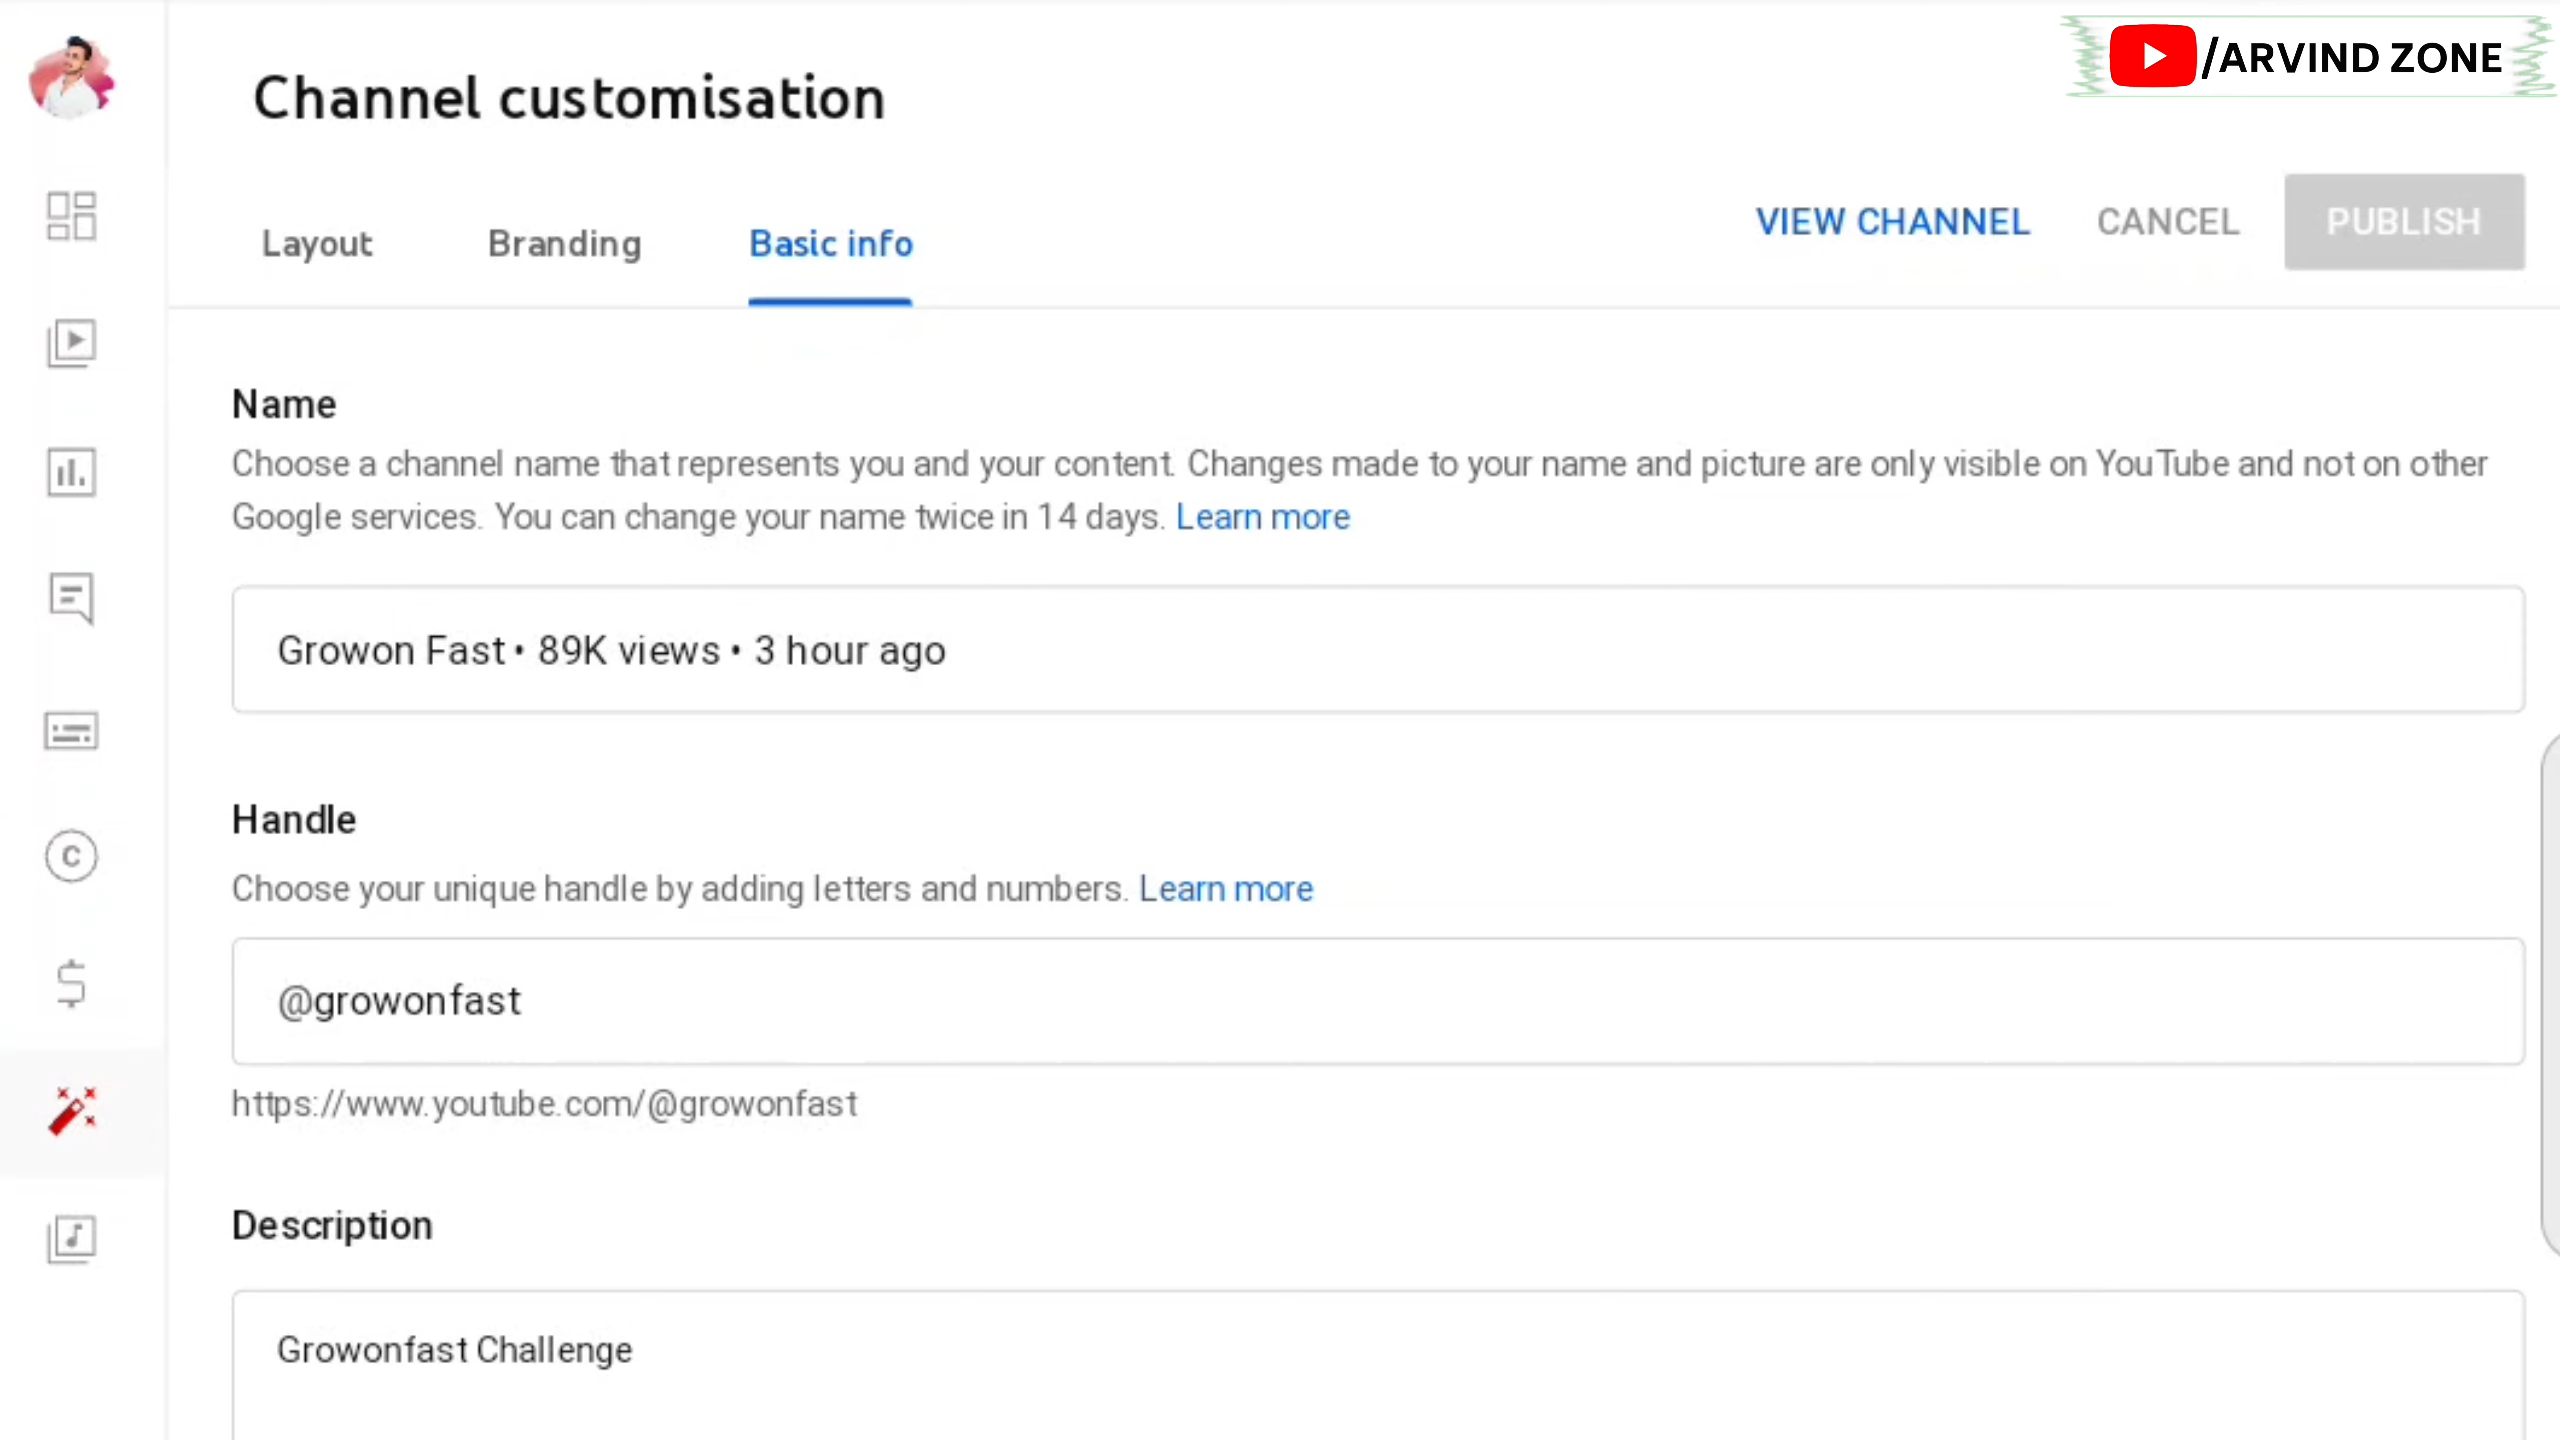 /ARVIND ZONE
Channel customisation
Layout
Branding
Basic info
VIEW CHANNEL
CANCEL
PUBLISH
Name
Choose a channel name that represents you and your content. Changes made to your name and picture are only visible on YouTube and not on other
Google services. You can change your name twice in 14 days. Learn more
Growon Fast • 89K views • 3 hour ago
Handle
Choose your unique handle by adding letters and numbers. Learn more
@growonfast
https://www.youtube.com/@growonfast
Description
Growonfast Challenge